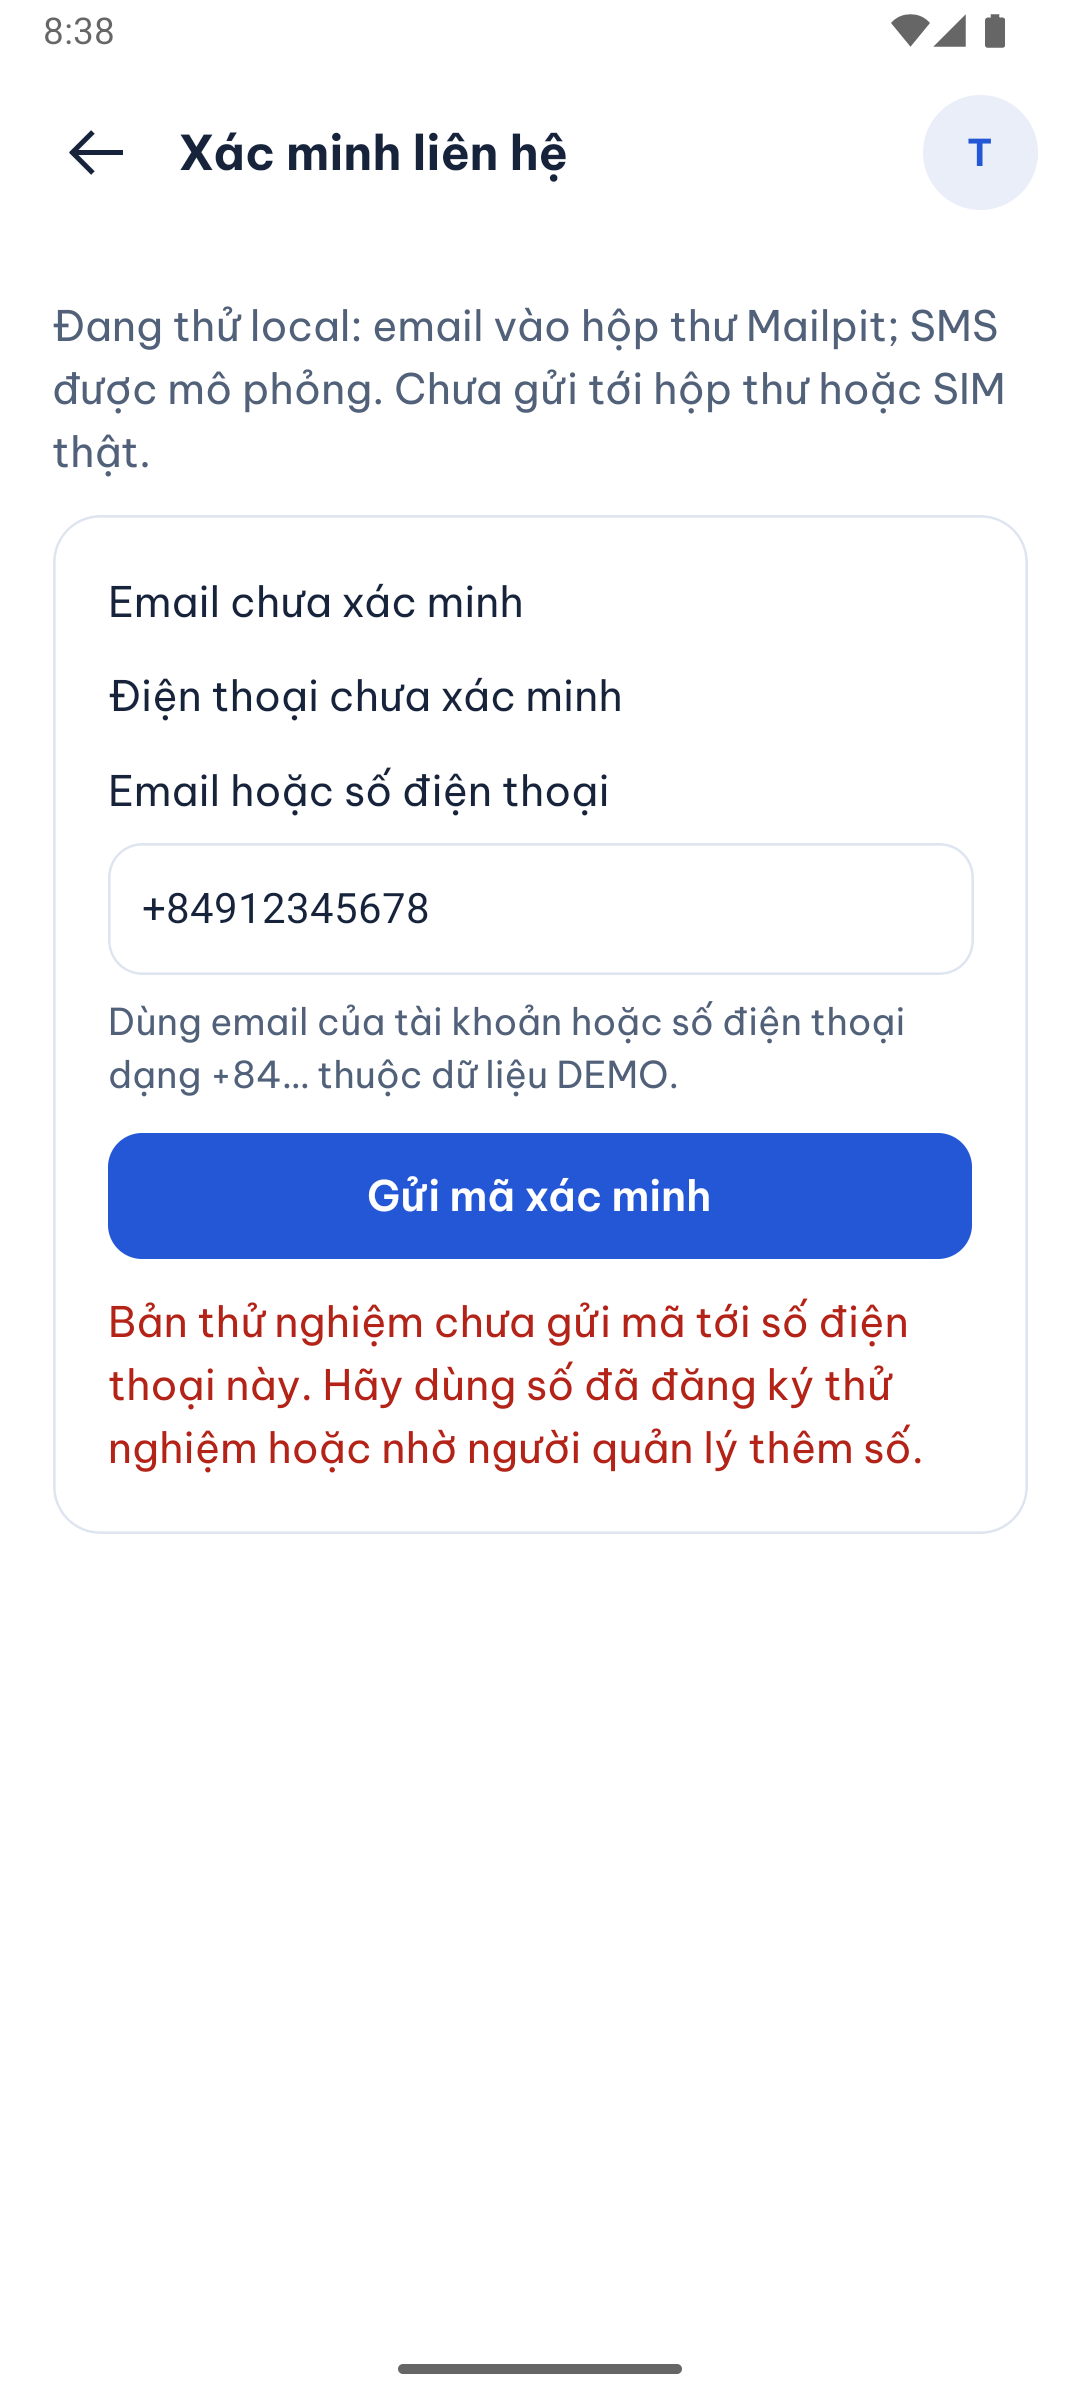 8:38
Xác minh liên hệ
T
Đang thử local: email vào hộp thư Mailpit; SMS
được mô phỏng. Chưa gửi tới hộp thư hoặc SIM
thật.
Email chưa xác minh
Điện thoại chưa xác minh
Email hoặc số điện thoại
+84912345678
Dùng email của tài khoản hoặc số điện thoại
dạng +84... thuộc dữ liệu DEMO.
Gửi mã xác minh
Bản thử nghiệm chưa gửi mã tới số điện
thoại này. Hãy dùng số đã đăng ký thử
nghiệm hoặc nhờ người quản lý thêm số.